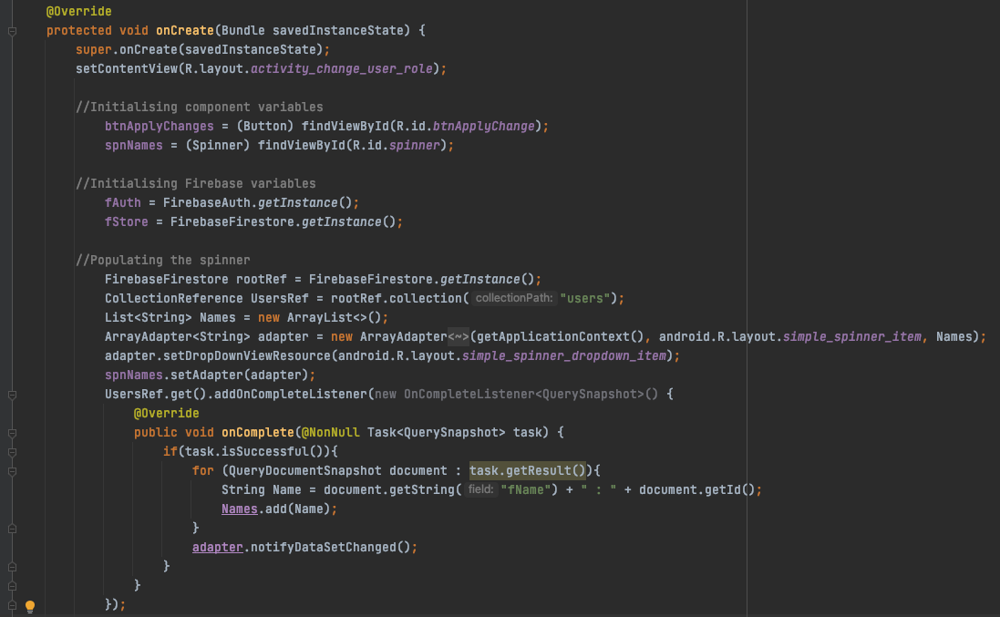 @Override
protected void onCreate(Bundle savedInstanceState) {
super.onCreate(savedInstanceState);
setContentView(R.layout.activity_change_user_role);
//Initialising component variables
btnApplyChanges = (Button) findViewById(R.id.btnApplyChange);
spnNames = (Spinner) findViewById(R.id.spinner);
//Initialising Firebase variables
fAuth = FirebaseAuth.getInstance();
fStore = FirebaseFirestore.getInstance();
//Populating the spinner
FirebaseFirestore rootRef = FirebaseFirestore.getInstance();
CollectionReference UsersRef = rootRef.collection( collectionPath: "users");
List<String> Names = new ArrayList<>();
ArrayAdapter<String> adapter = new ArrayAdapter<~>(getApplicationContext(), android.R.layout.simple_spinner_item, Names);
adapter.setDropDownViewResource(android.R.layout.simple_spinner_dropdown_item);
spnNames.setAdapter(adapter);
UsersRef.get().addOnCompleteListener(new OnCompleteListener<QuerySnapshot>() {
@Override
public void onComplete(@NonNull Task<QuerySnapshot> task) {
if(task.isSuccessful()){
for (QueryDocumentSnapshot document : task.getResult()){
String Name = document.getString( field: "fName") + " : " + document.getId();
Names.add(Name);
}
adapter.notifyDataSetChanged();
}
}
});